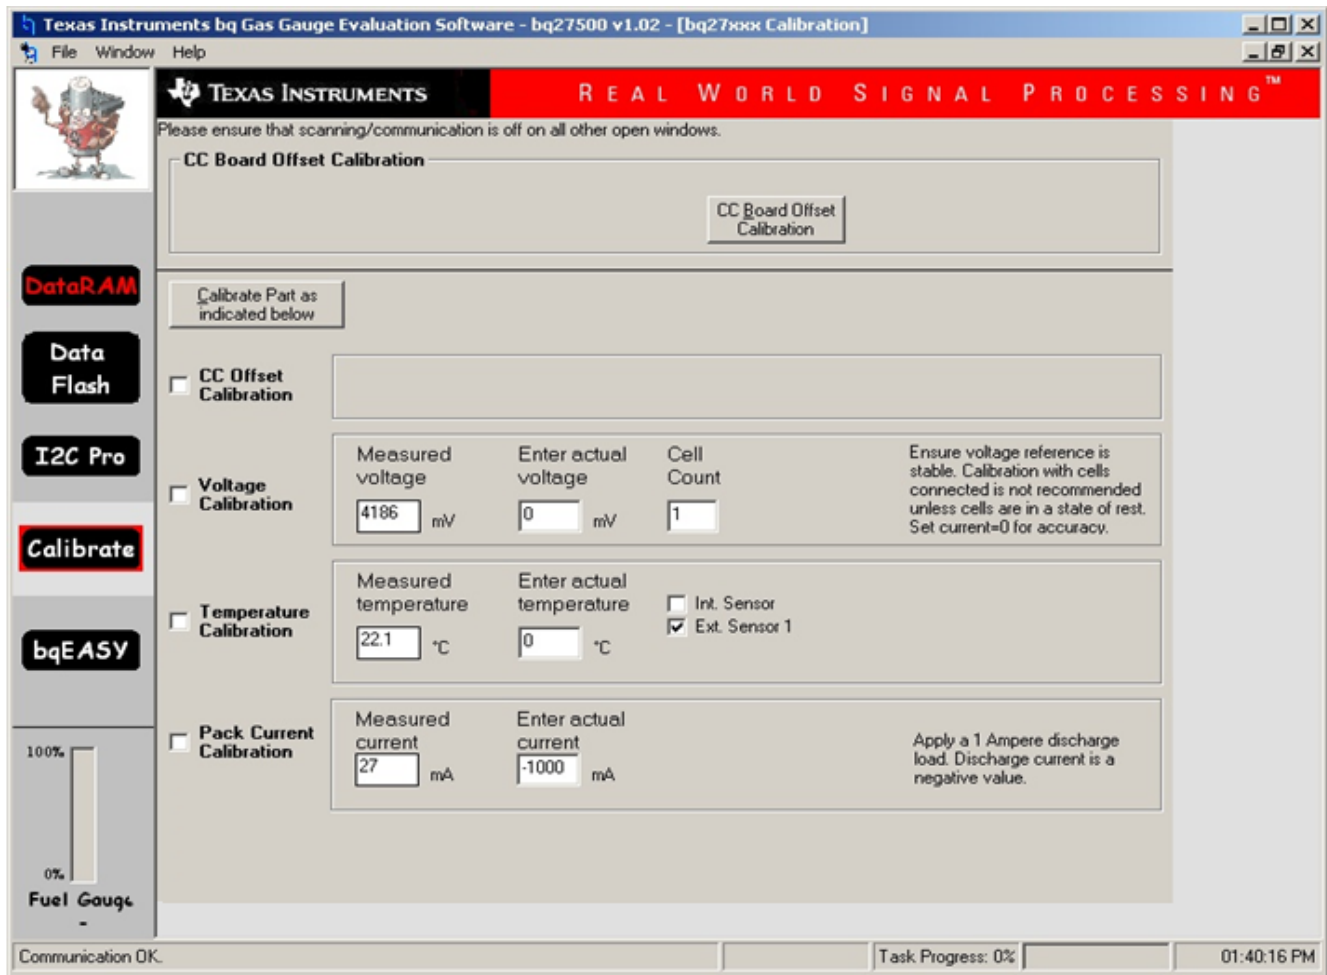 Texas Instruments bq Gas Gauge Evaluation Software - bq27500 v1.02 - [bq27xxx Calibration]
File Window Help
TEXAS INSTRUMENTS
REAL WORLD SIGNAL PROCESSING™
Please ensure that scanning/communication is off on all other open windows.
CC Board Offset Calibration
CC Board Offset
Calibration
DataRAM
Data
Flash
I2C Pro
Calibrate
bqEASY
100%
0%
Fuel Gauge
-
Calibrate Part as
indicated below
CC Offset
Calibration
Voltage
Calibration
Measured
voltage
4186 mV
Enter actual
voltage
0 mV
Cell
Count
1
Ensure voltage reference is
stable. Calibration with cells
connected is not recommended
unless cells are in a state of rest.
Set current=0 for accuracy.
Temperature
Calibration
Measured
temperature
22.1 °C
Enter actual
temperature
0 °C
Int. Sensor
Ext. Sensor 1
Pack Current
Calibration
Measured
current
27 mA
Enter actual
current
-1000 mA
Apply a 1 Ampere discharge
load. Discharge current is a
negative value.
Communication OK.
Task Progress: 0%
01:40:16 PM